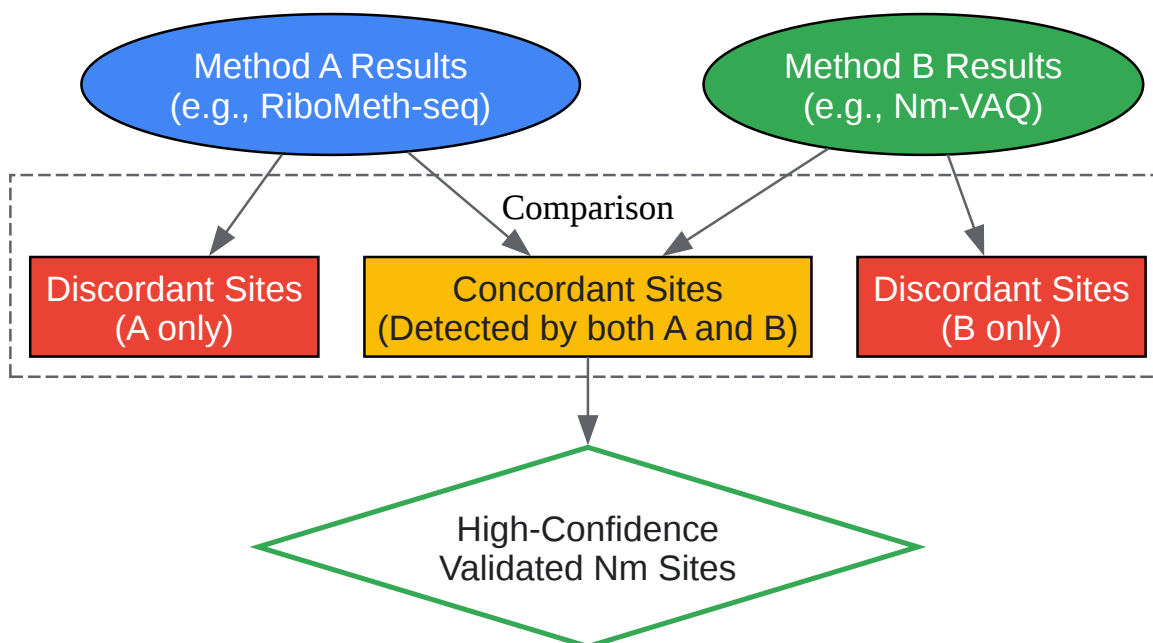 Method A Results
(e.g., RiboMeth-seq)
Method B Results
(e.g., Nm-VAQ)
Comparison
Discordant Sites
(A only)
Concordant Sites
(Detected by both A and B)
Discordant Sites
(B only)
High-Confidence
Validated Nm Sites